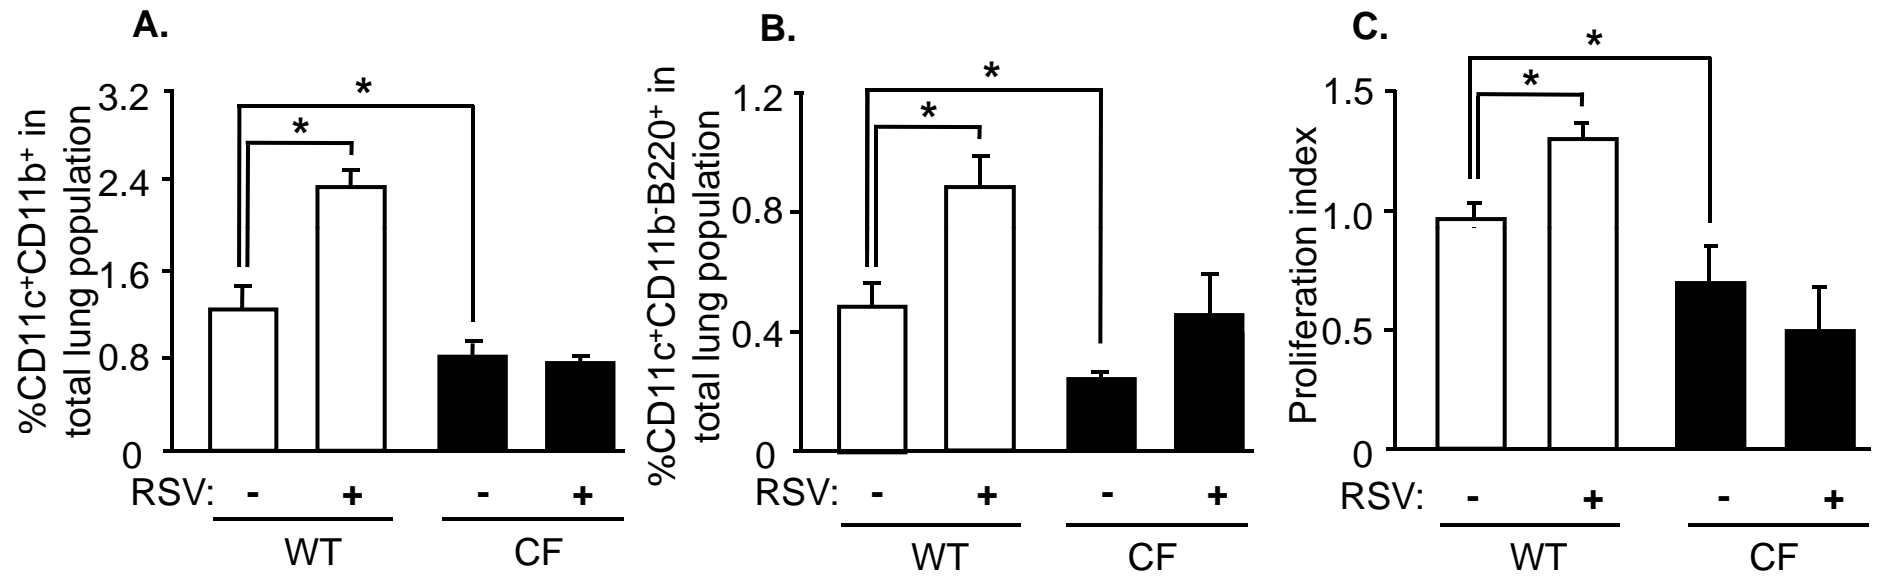 A.
%CD11c⁺CD11b⁺ in
total lung population
3.2
2.4
1.6
0.8
0
*
*
RSV: - + - +
WT CF
B.
%CD11c⁺CD11b⁻B220⁺ in
total lung population
1.2
0.8
0.4
0
*
*
RSV: - + - +
WT CF
C.
Proliferation index
1.5
1.0
0.5
0
*
*
RSV: - + - +
WT CF